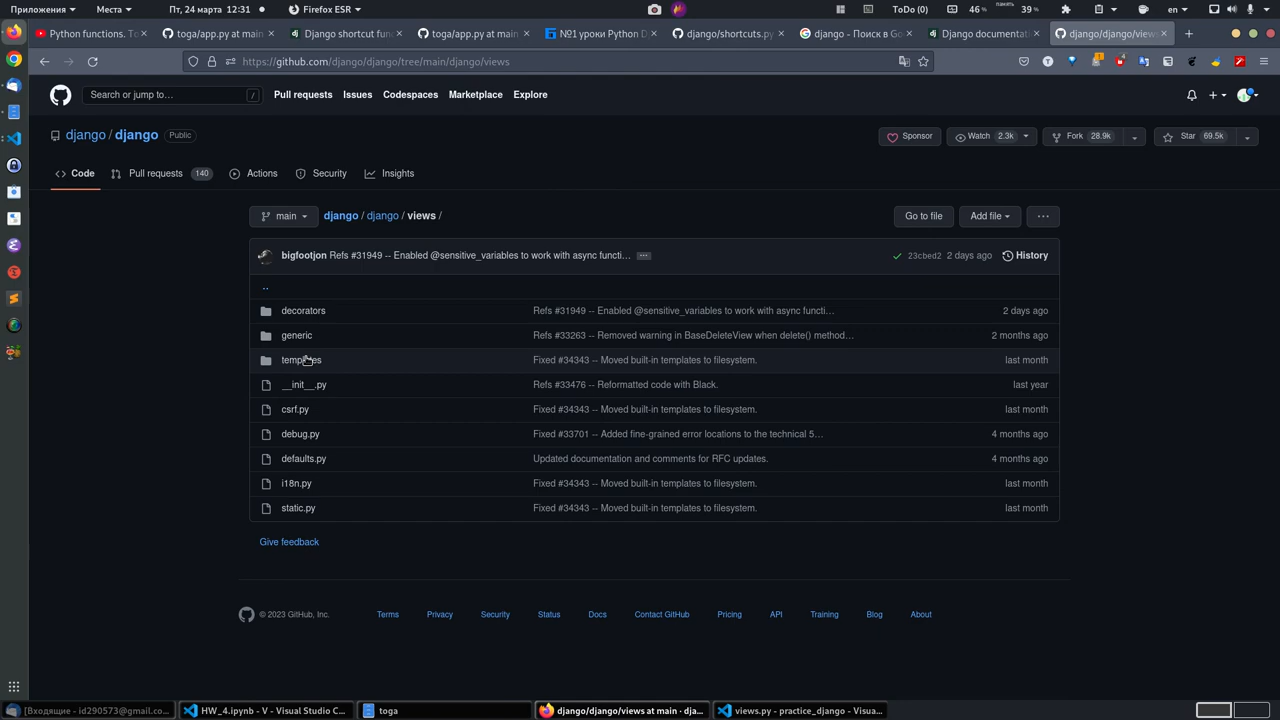 Приложения Места Пт, 24 марта 12:31 Firefox ESR ToDo (0) 46 % память 39 % en
Python functions. To toga/app.py at main Django shortcut func toga/app.py at main №1 уроки Python D django/shortcuts.py django - Поиск в Go Django documentati django/django/views
https://github.com/django/django/tree/main/django/views
Search or jump to… / Pull requests Issues Codespaces Marketplace Explore
django / django Public Sponsor Watch 2.3k Fork 28.9k Star 69.5k
Code Pull requests 140 Actions Security Insights
main django / django / views / Go to file Add file ···
bigfootjon Refs #31949 -- Enabled @sensitive_variables to work with async functi… 23cbed2 2 days ago History
..
decorators Refs #31949 -- Enabled @sensitive_variables to work with async functi… 2 days ago
generic Refs #33263 -- Removed warning in BaseDeleteView when delete() method… 2 months ago
templates Fixed #34343 -- Moved built-in templates to filesystem. last month
__init__.py Refs #33476 -- Reformatted code with Black. last year
csrf.py Fixed #34343 -- Moved built-in templates to filesystem. last month
debug.py Fixed #33701 -- Added fine-grained error locations to the technical 5… 4 months ago
defaults.py Updated documentation and comments for RFC updates. 4 months ago
i18n.py Fixed #34343 -- Moved built-in templates to filesystem. last month
static.py Fixed #34343 -- Moved built-in templates to filesystem. last month
Give feedback
© 2023 GitHub, Inc. Terms Privacy Security Status Docs Contact GitHub Pricing API Training Blog About
[Входящие - id290573@gmail.co... HW_4.ipynb - V - Visual Studio C... toga django/django/views at main · dja... views.py - practice_django - Visua...